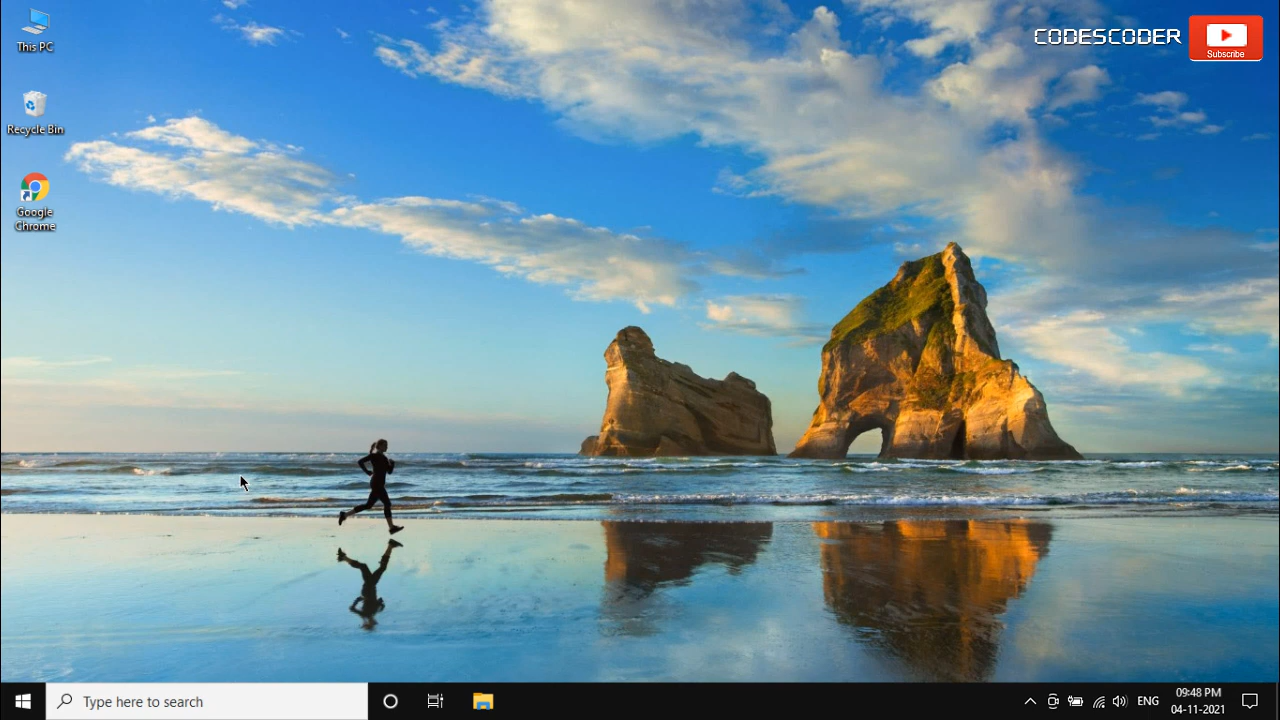 This PC
Recycle Bin
Google
Chrome
CODESCODER
Subscribe
Type here to search
ENG
09:48 PM
04-11-2021